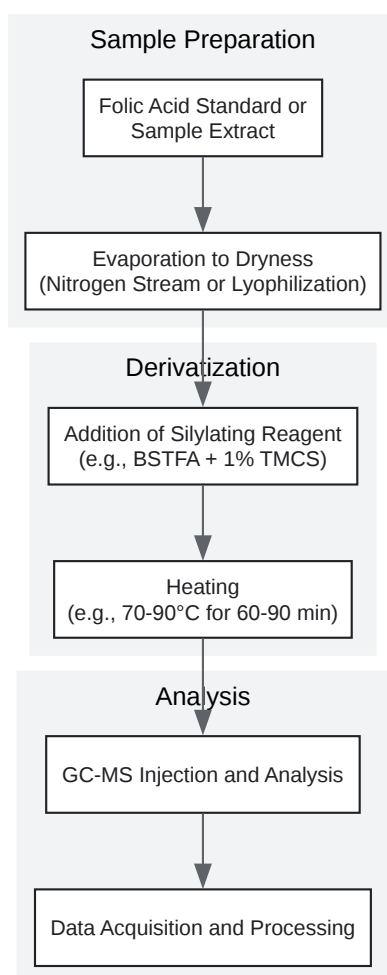 Sample Preparation
Folic Acid Standard or
Sample Extract
Evaporation to Dryness
(Nitrogen Stream or Lyophilization)
Derivatization
Addition of Silylating Reagent
(e.g., BSTFA + 1% TMCS)
Heating
(e.g., 70-90°C for 60-90 min)
Analysis
GC-MS Injection and Analysis
Data Acquisition and Processing